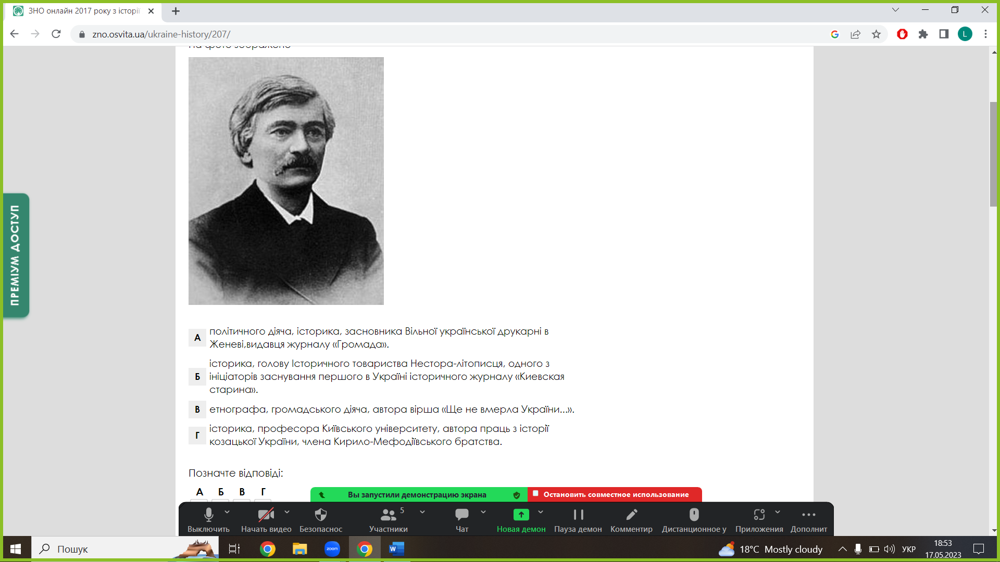 ЗНО онлайн 2017 року з історії
zno.osvita.ua/ukraine-history/207/
L
На фото зображено
ПРЕМІУМ ДОСТУП
А
політичного діяча, історика, засновника Вільної української друкарні в
Женеві,видавця журналу «Громада».
Б
історика, голову Історичного товариства Нестора-літописця, одного з
ініціаторів заснування першого в Україні історичного журналу «Киевская
старина».
В етнографа, громадського діяча, автора вірша «Ще не вмерла України...».
Г
історика, професора Київського університету, автора праць з історії
козацької України, члена Кирило-Мефодіївського братства.
Позначте відповіді:
А Б В Г
Вы запустили демонстрацию экрана
Остановить совместное использование
5
Выключить Начать видео Безопаснос Участники Чат Новая демон Пауза демон Комментир Дистанционное у Приложения Дополнит
Пошук
zoom
W
18°C Mostly cloudy
УКР
18:53
17.05.2023